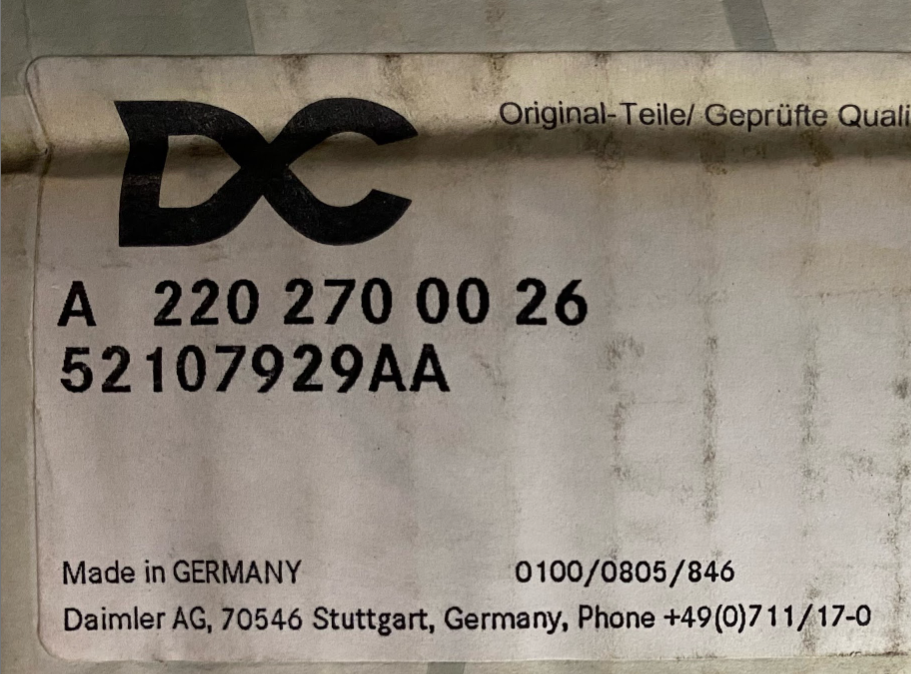 DC
Original-Teile/ Geprüfte Quali
A 220 270 00 26
52107929AA
Made in GERMANY 0100/0805/846
Daimler AG, 70546 Stuttgart, Germany, Phone +49(0)711/17-0